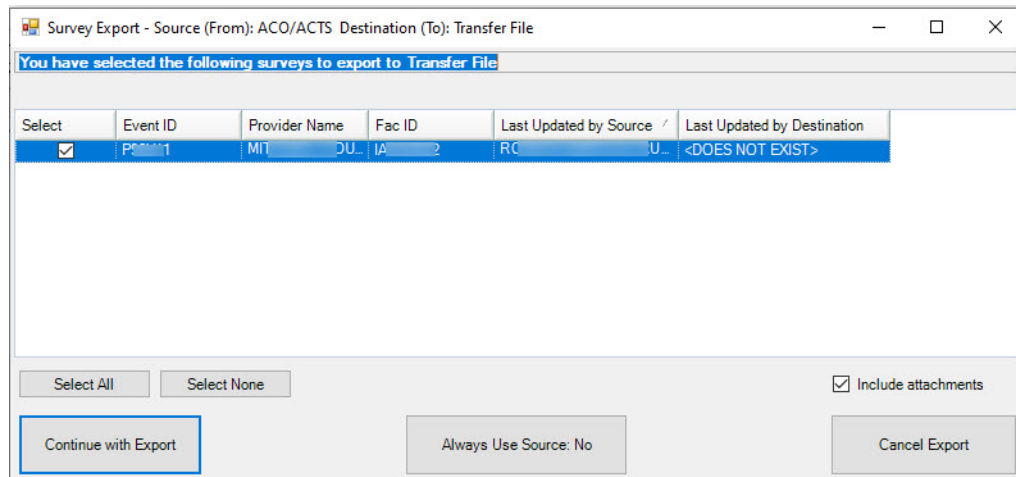 Survey Export - Source (From): ACO/ACTS Destination (To): Transfer File
You have selected the following surveys to export to Transfer File
Select Event ID Provider Name Fac ID Last Updated by Source Last Updated by Destination
<DOES NOT EXIST>
Select All Select None Include attachments
Continue with Export Always Use Source: No Cancel Export